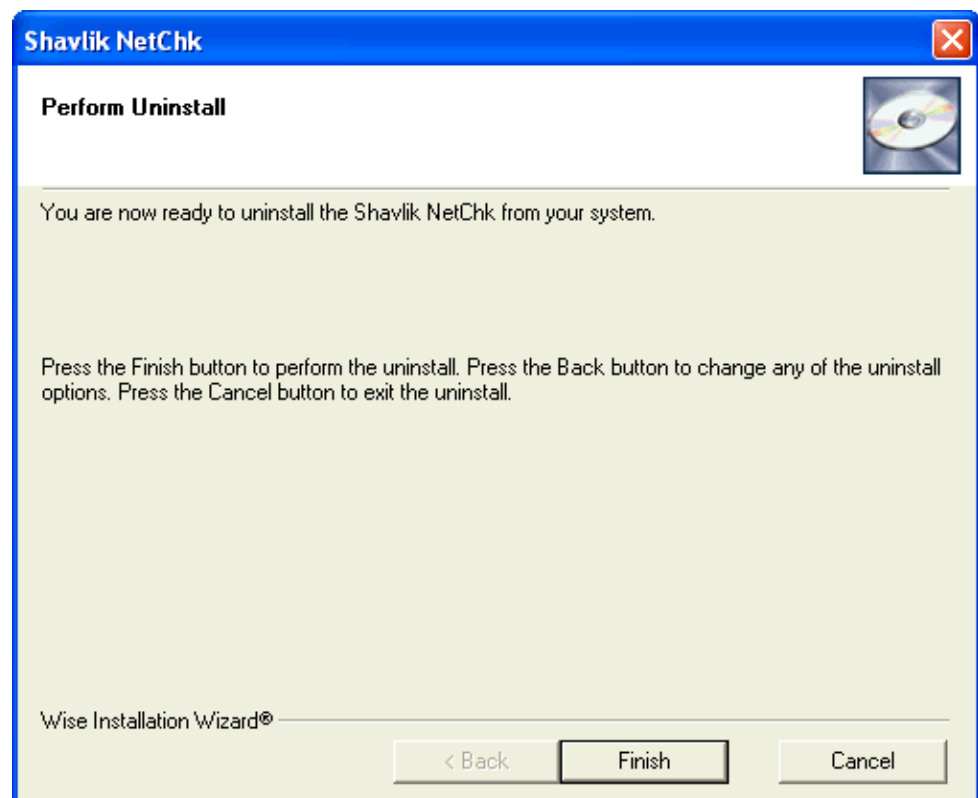 Shavlik NetChk
Perform Uninstall
You are now ready to uninstall the Shavlik NetChk from your system.
Press the Finish button to perform the uninstall. Press the Back button to change any of the uninstall
options. Press the Cancel button to exit the uninstall.
Wise Installation Wizard®
< Back Finish Cancel